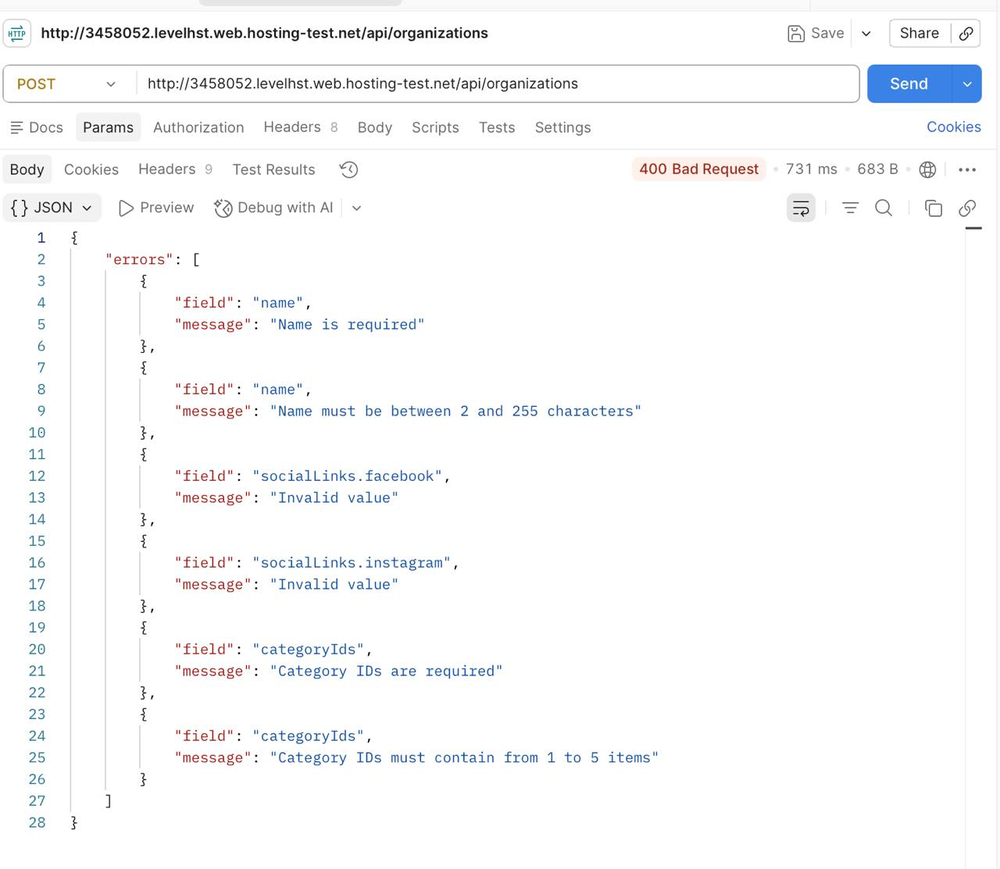 HTTP http://3458052.levelhst.web.hosting-test.net/api/organizations Save Share
POST http://3458052.levelhst.web.hosting-test.net/api/organizations Send
Docs Params Authorization Headers 8 Body Scripts Tests Settings Cookies
Body Cookies Headers 9 Test Results 400 Bad Request • 731 ms • 683 B •
{} JSON Preview Debug with AI
1 {
2 "errors": [
3 {
4 "field": "name",
5 "message": "Name is required"
6 },
7 {
8 "field": "name",
9 "message": "Name must be between 2 and 255 characters"
10 },
11 {
12 "field": "socialLinks.facebook",
13 "message": "Invalid value"
14 },
15 {
16 "field": "socialLinks.instagram",
17 "message": "Invalid value"
18 },
19 {
20 "field": "categoryIds",
21 "message": "Category IDs are required"
22 },
23 {
24 "field": "categoryIds",
25 "message": "Category IDs must contain from 1 to 5 items"
26 }
27 ]
28 }